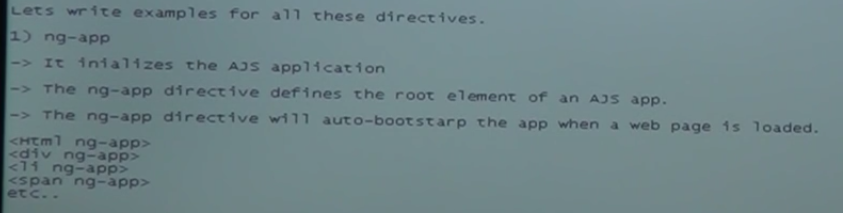 Lets write examples for all these directives.
1) ng-app
-> It inializes the AJS application
-> The ng-app directive defines the root element of an AJS app.
-> The ng-app directive will auto-bootstarp the app when a web page is loaded.
<Html ng-app>
<div ng-app>
<li ng-app>
<span ng-app>
etc..